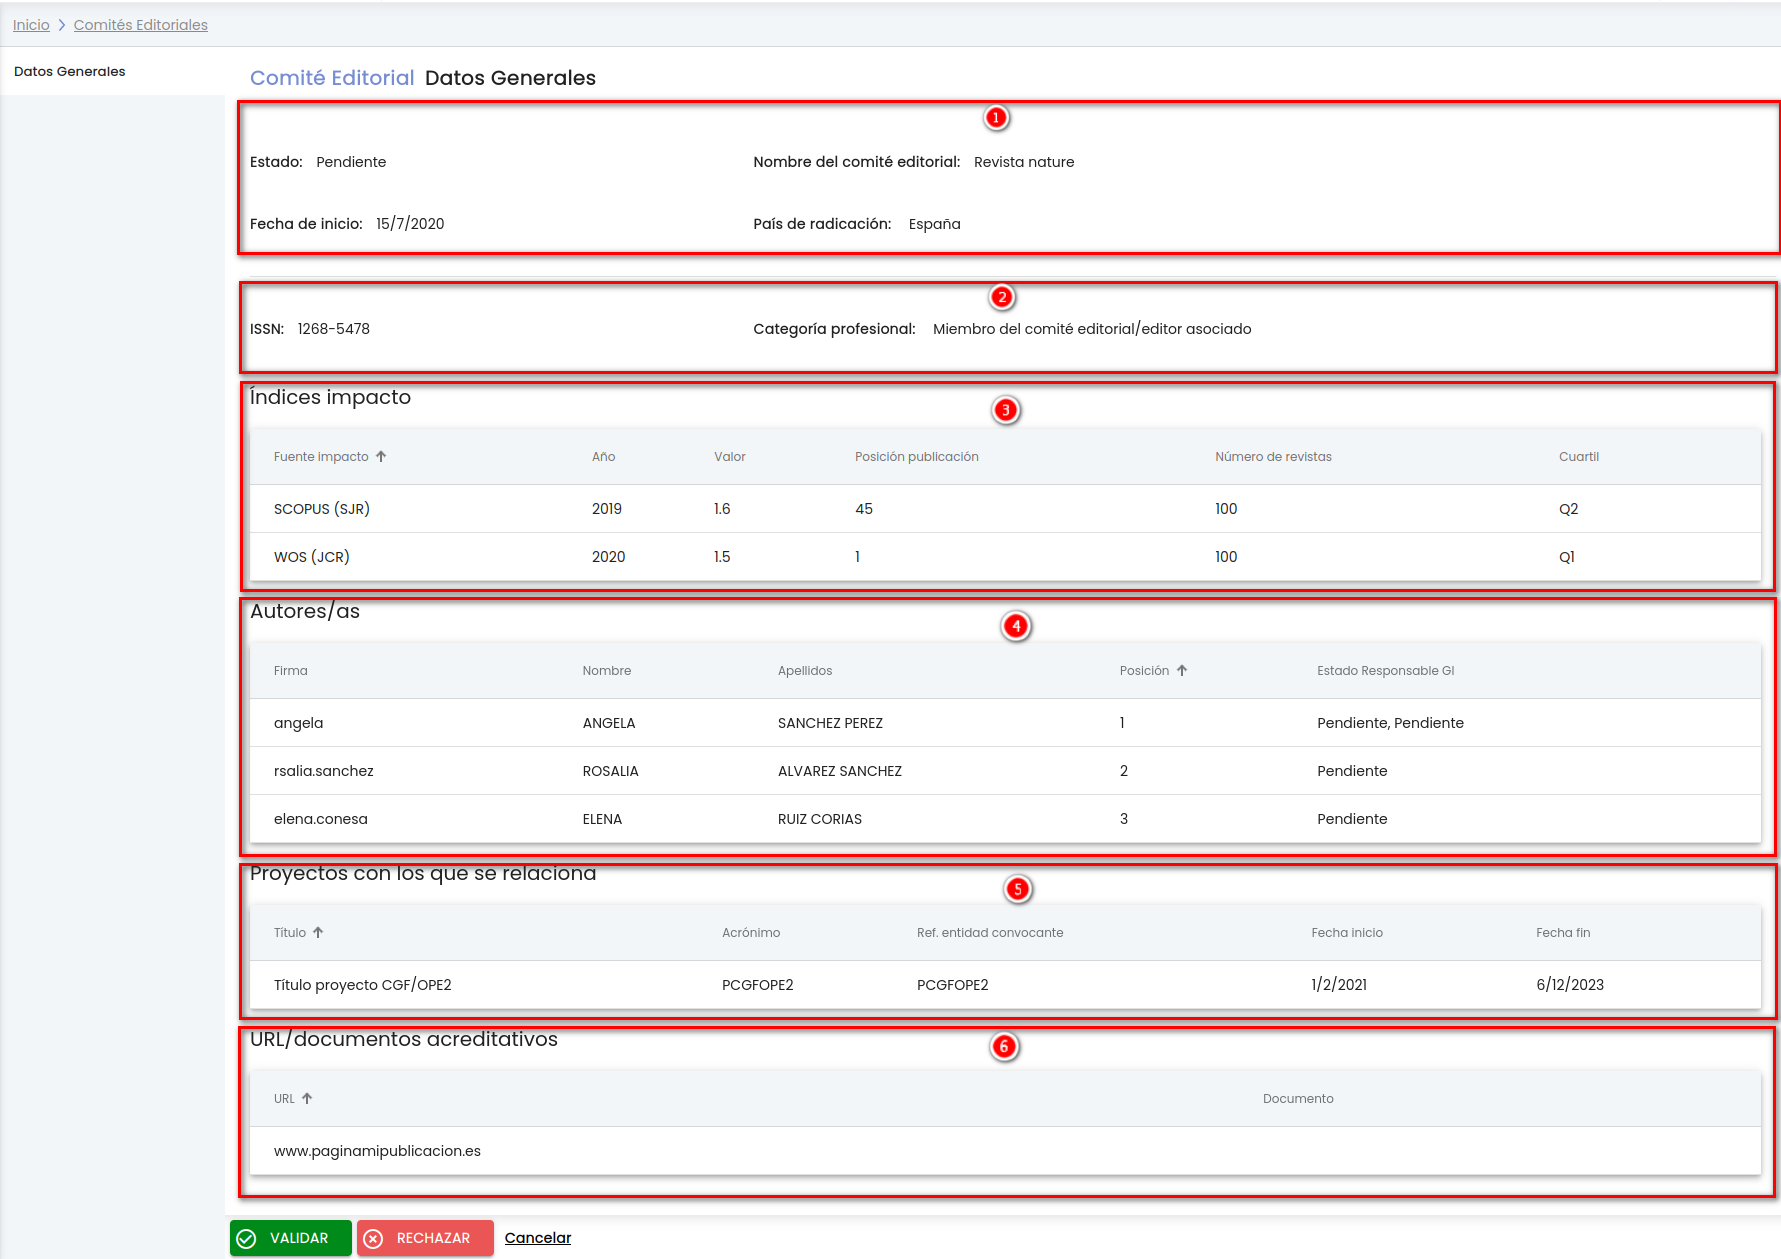 Inicio > Comités Editoriales
Datos Generales
Comité Editorial Datos Generales
1
Estado: Pendiente Nombre del comité editorial: Revista nature
Fecha de inicio: 15/7/2020 País de radicación: España
2
ISSN: 1268-5478 Categoría profesional: Miembro del comité editorial/editor asociado
Índices impacto
3
Fuente impacto Año Valor Posición publicación Número de revistas Cuartil
SCOPUS (SJR) 2019 1.6 45 100 Q2
WOS (JCR) 2020 1.5 1 100 Q1
Autores/as
4
Firma Nombre Apellidos Posición Estado Responsable GI
angela ANGELA SANCHEZ PEREZ 1 Pendiente, Pendiente
rsalia.sanchez ROSALIA ALVAREZ SANCHEZ 2 Pendiente
elena.conesa ELENA RUIZ CORIAS 3 Pendiente
Proyectos con los que se relaciona
5
Título Acrónimo Ref. entidad convocante Fecha inicio Fecha fin
Título proyecto CGF/OPE2 PCGFOPE2 PCGFOPE2 1/2/2021 6/12/2023
URL/documentos acreditativos
6
URL Documento
www.paginamipublicacion.es
VALIDAR RECHAZAR Cancelar